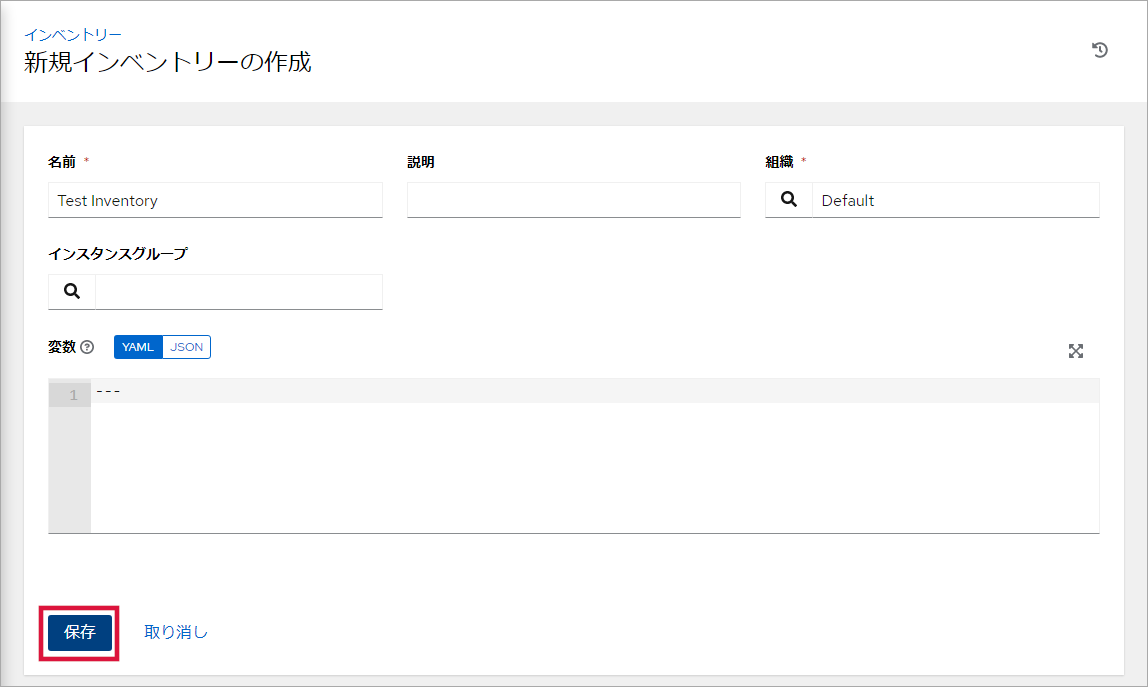 インベントリー
新規インベントリーの作成
名前 *
説明
組織 *
Test Inventory
Default
インスタンスグループ
変数
YAML JSON
1 ---
保存 取り消し